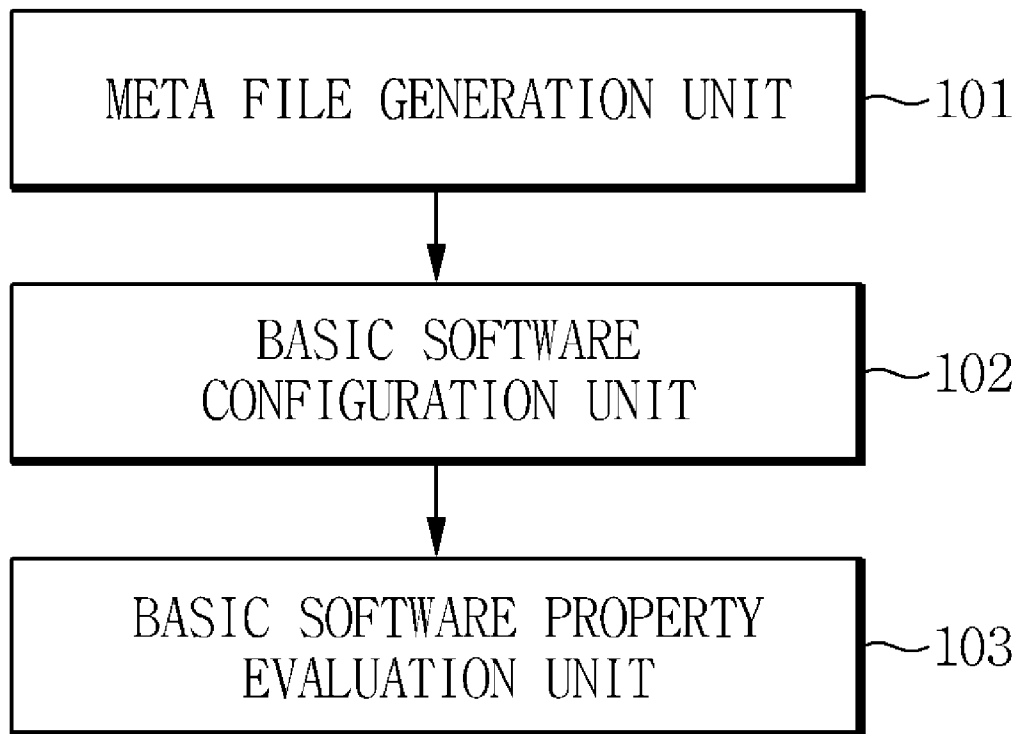 META FILE GENERATION UNIT
101
BASIC SOFTWARE
CONFIGURATION UNIT
102
BASIC SOFTWARE PROPERTY
EVALUATION UNIT
103